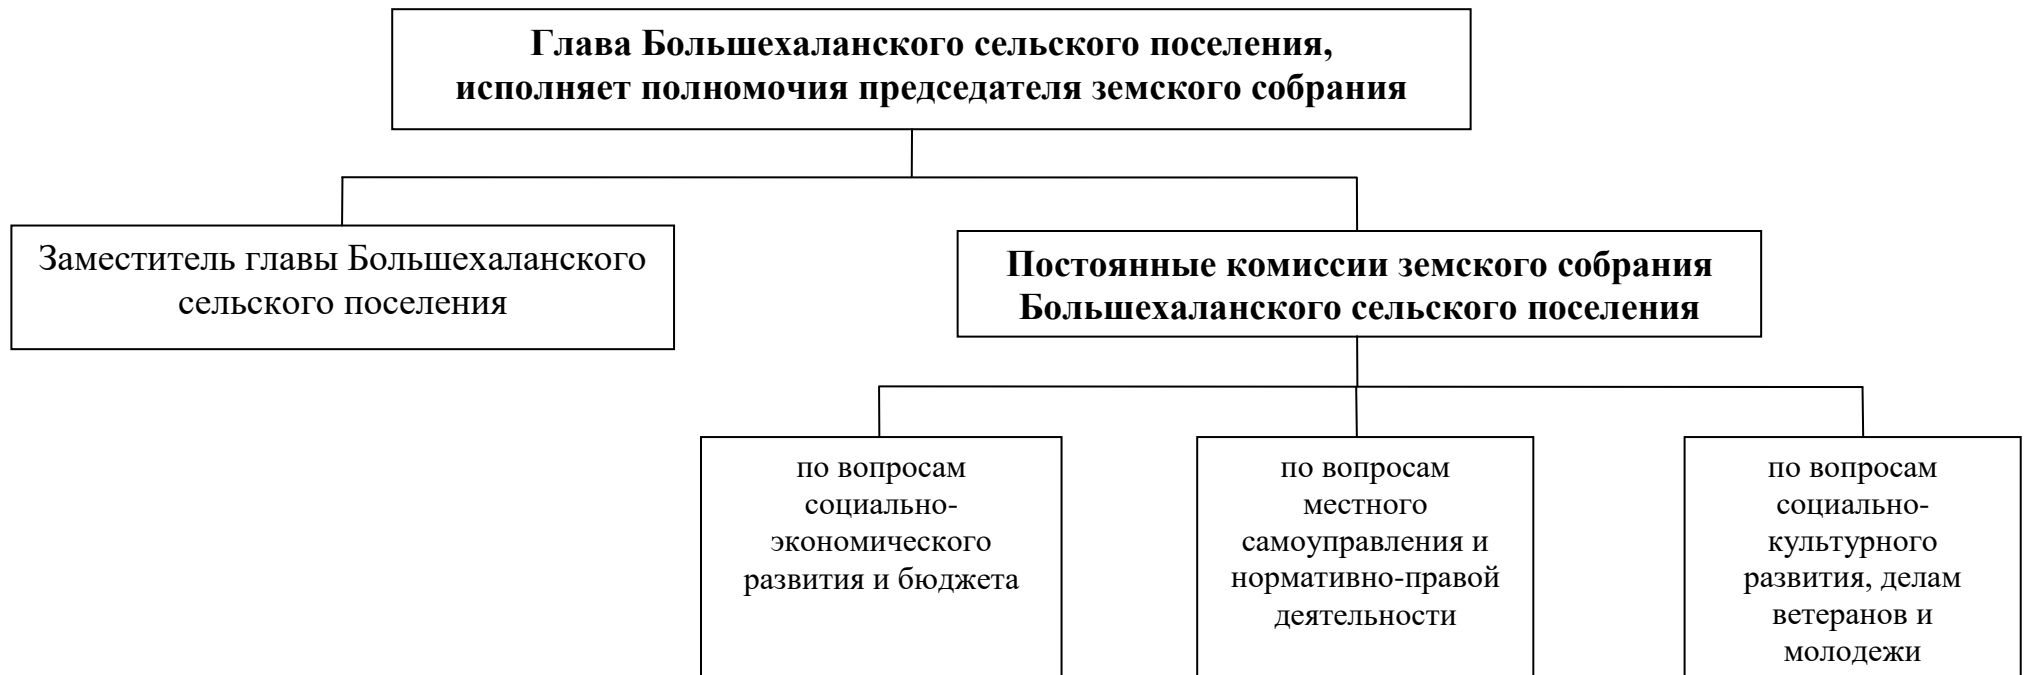 Глава Большехаланского сельского поселения,
исполняет полномочия председателя земского собрания
Заместитель главы Большехаланского
сельского поселения
Постоянные комиссии земского собрания
Большехаланского сельского поселения
по вопросам
социально-
экономического
развития и бюджета
по вопросам
местного
самоуправления и
нормативно-правой
деятельности
по вопросам
социально-
культурного
развития, делам
ветеранов и
молодежи